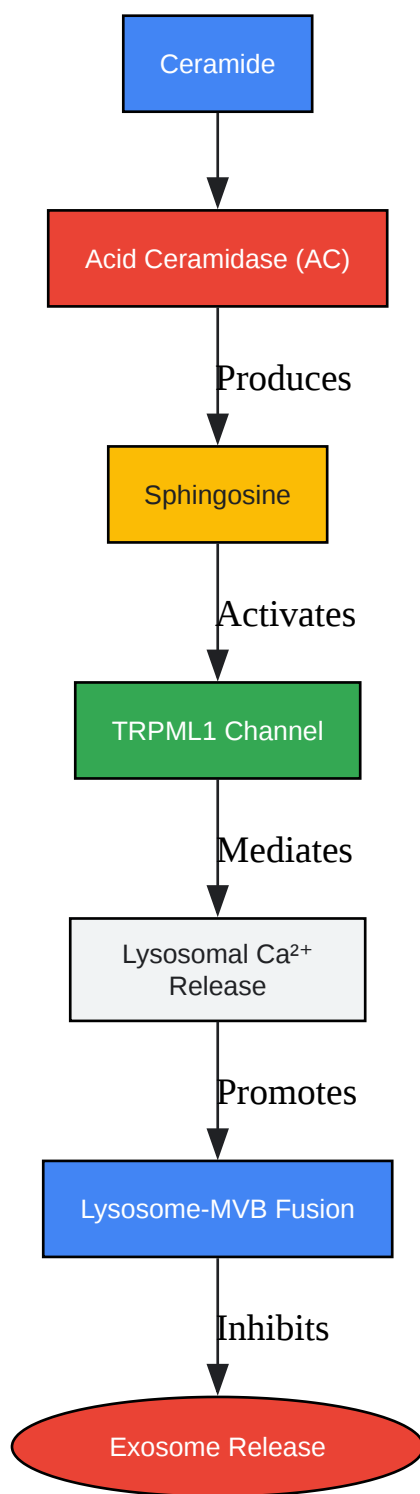 Ceramide
Acid Ceramidase (AC)
Produces
Sphingosine
Activates
TRPML1 Channel
Mediates
Lysosomal Ca²⁺
Release
Promotes
Lysosome-MVB Fusion
Inhibits
Exosome Release